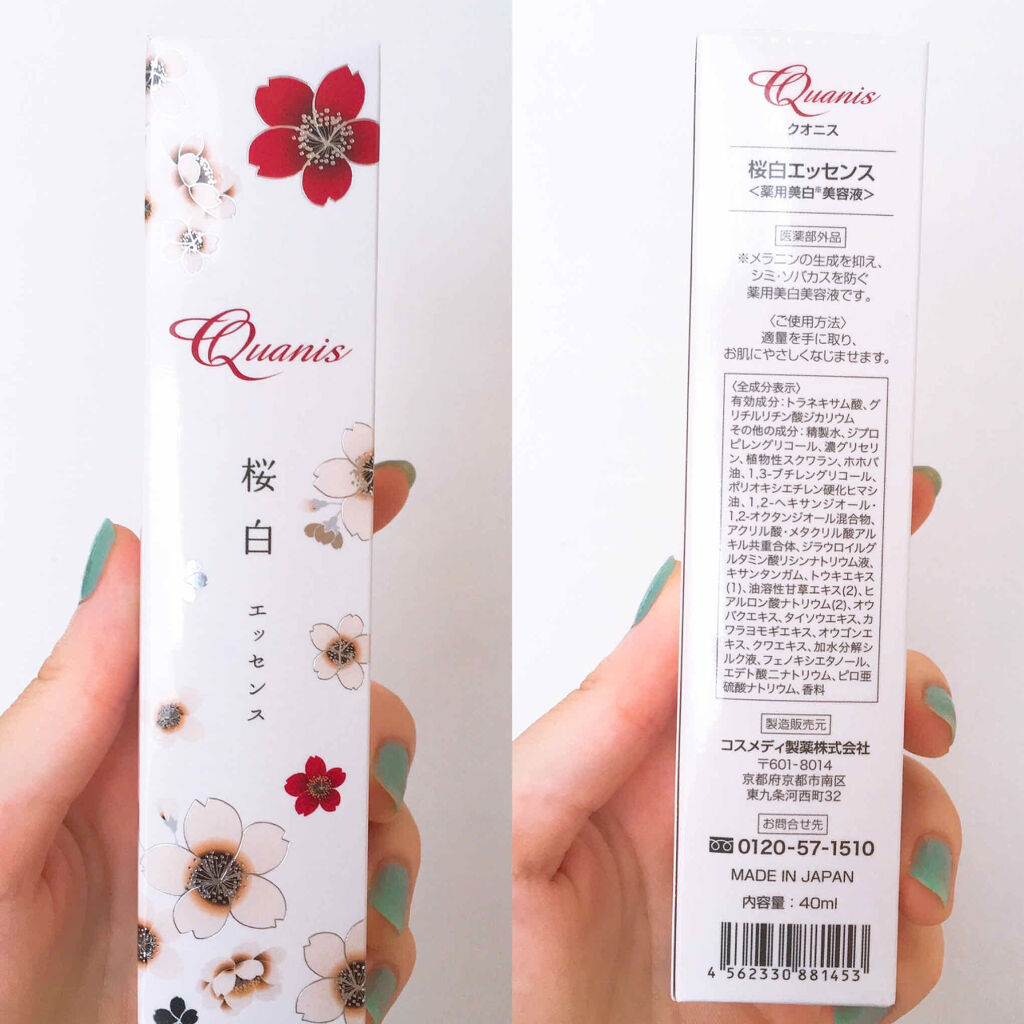 Quanis
桜白
エッセンス
Quanis
クオニス
桜白エッセンス
<薬用美白※美容液>
医薬部外品
※メラニンの生成を抑え、
シミ・ソバカスを防ぐ
薬用美白美容液です。
〈ご使用方法〉
適量を手に取り、
お肌にやさしくなじませます。
〈全成分表示〉
有効成分：トラネキサム酸、グ
リチルリチン酸ジカリウム
その他の成分：精製水、ジプロ
ピレングリコール、濃グリセリ
ン、植物性スクワラン、ホホバ
油、1,3-ブチレングリコール、
ポリオキシエチレン硬化ヒマシ
油、1,2-ヘキサンジオール・
1,2-オクタンジオール混合物、
アクリル酸・メタクリル酸アル
キル共重合体、ジラウロイルグ
ルタミン酸リシンナトリウム液、
キサンタンガム、トウキエキス
(1)、油溶性甘草エキス(2)、ヒ
アルロン酸ナトリウム(2)、オウ
バクエキス、タイソウエキス、カ
ワラヨモギエキス、オウゴンエ
キス、クワエキス、加水分解シ
ルク液、フェノキシエタノール、
エデト酸二ナトリウム、ピロ亜
硫酸ナトリウム、香料
製造販売元
コスメディ製薬株式会社
〒601-8014
京都府京都市南区
東九条河西町32
お問合せ先
0120-57-1510
MADE IN JAPAN
内容量：40ml
4 562330 881453